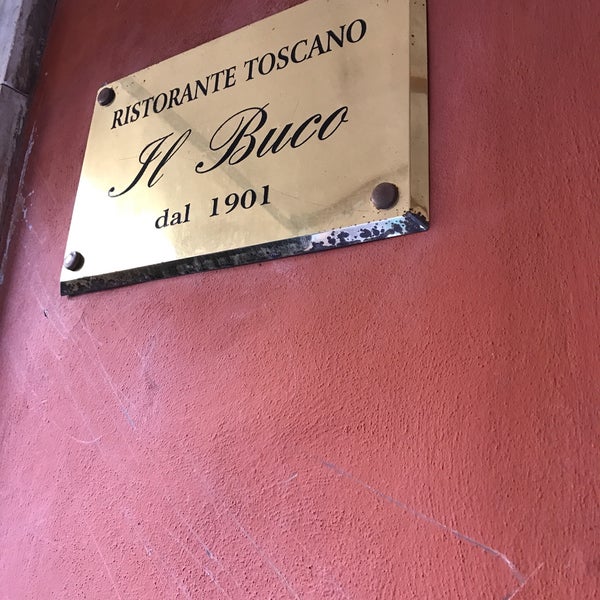 RISTORANTE TOSCANO
Il Buco
dal 1901